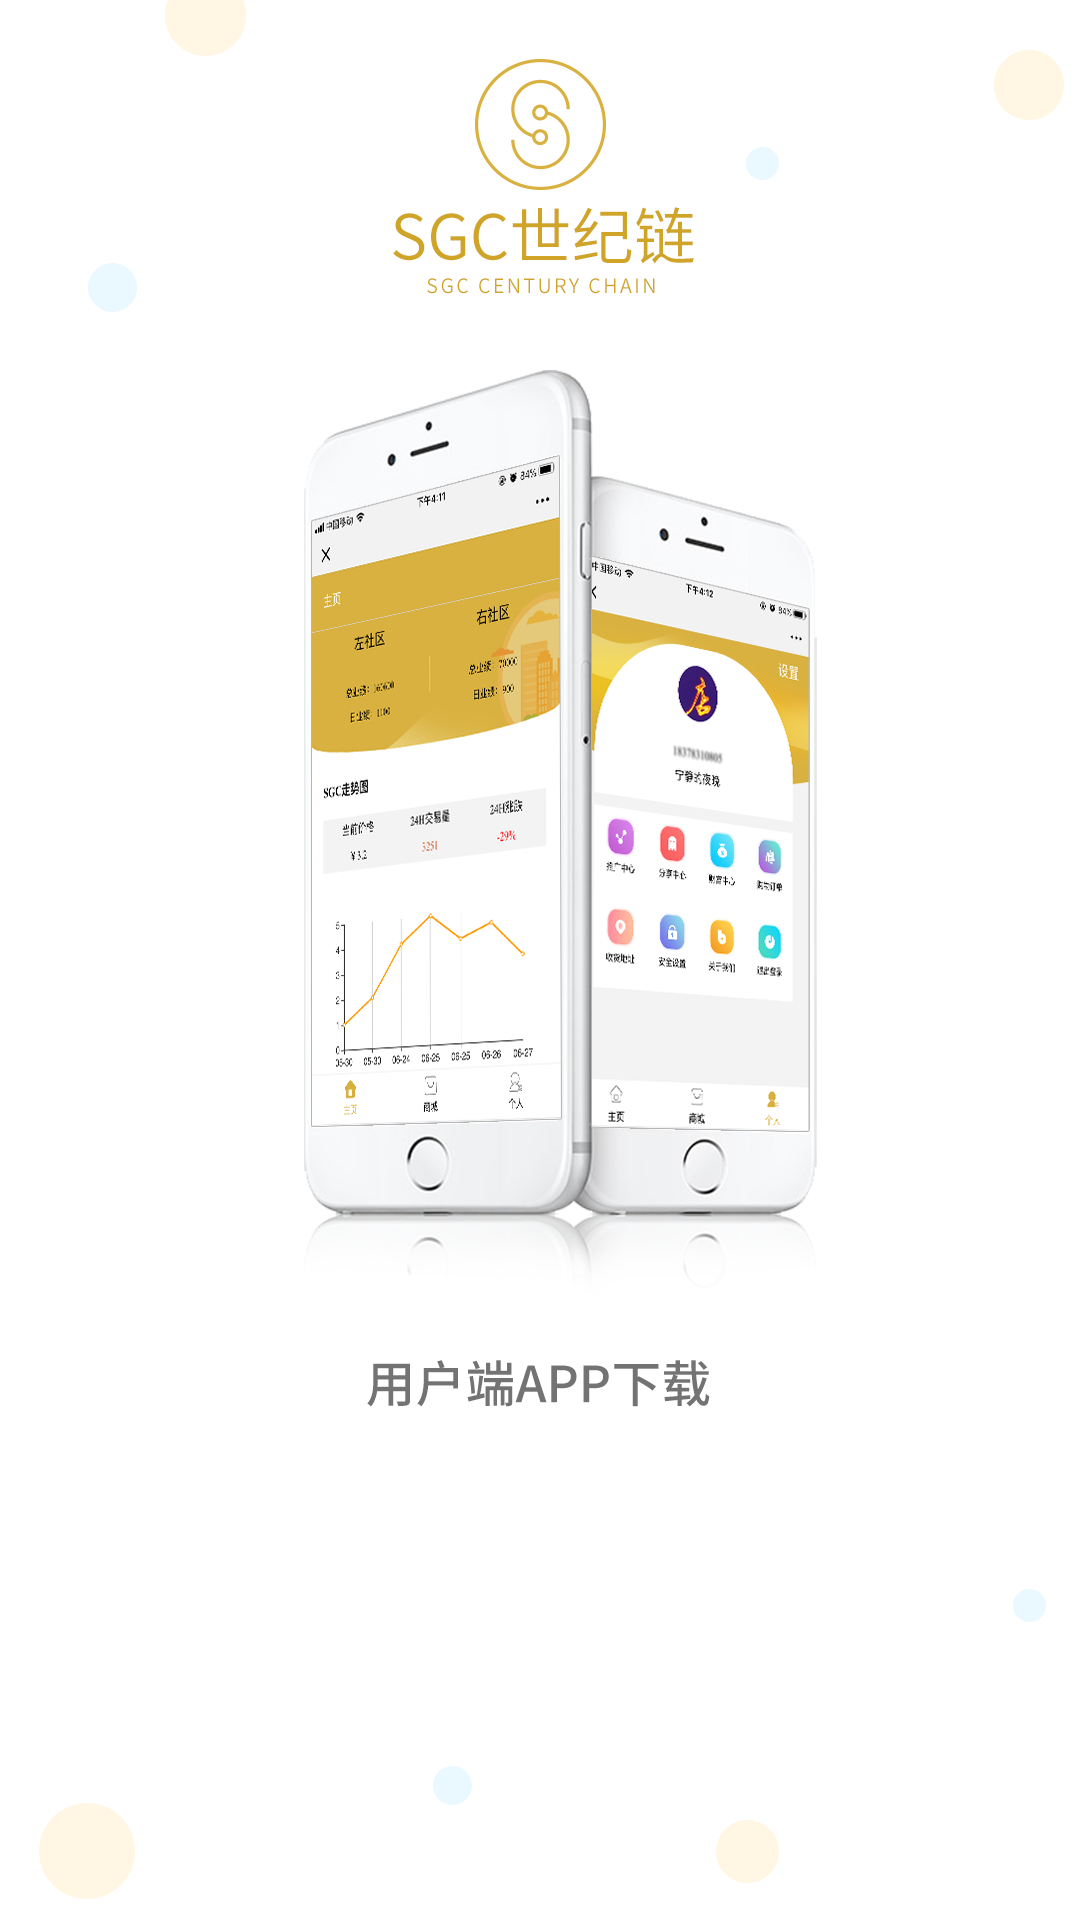 SGC世纪链
SGC CENTURY CHAIN
中国移动
下午4:11
84%
主页
左社区
右社区
总业绩：160600
日业绩：1180
总业绩：70000
日业绩：900
SGC走势图
当前价格
24H交易量
24H涨跌
¥ 3.2
3251
-29%
5
4
3
2
1
0
05-30
05-30
06-24
06-25
06-25
06-26
06-27
主页
商城
个人
中国移动
下午4:12
84%
设置
店
18378310805
宁静的夜晚
推广中心
分享中心
财富中心
购物订单
收货地址
安全设置
关于我们
退出登录
主页
商城
个人
用户端APP下载